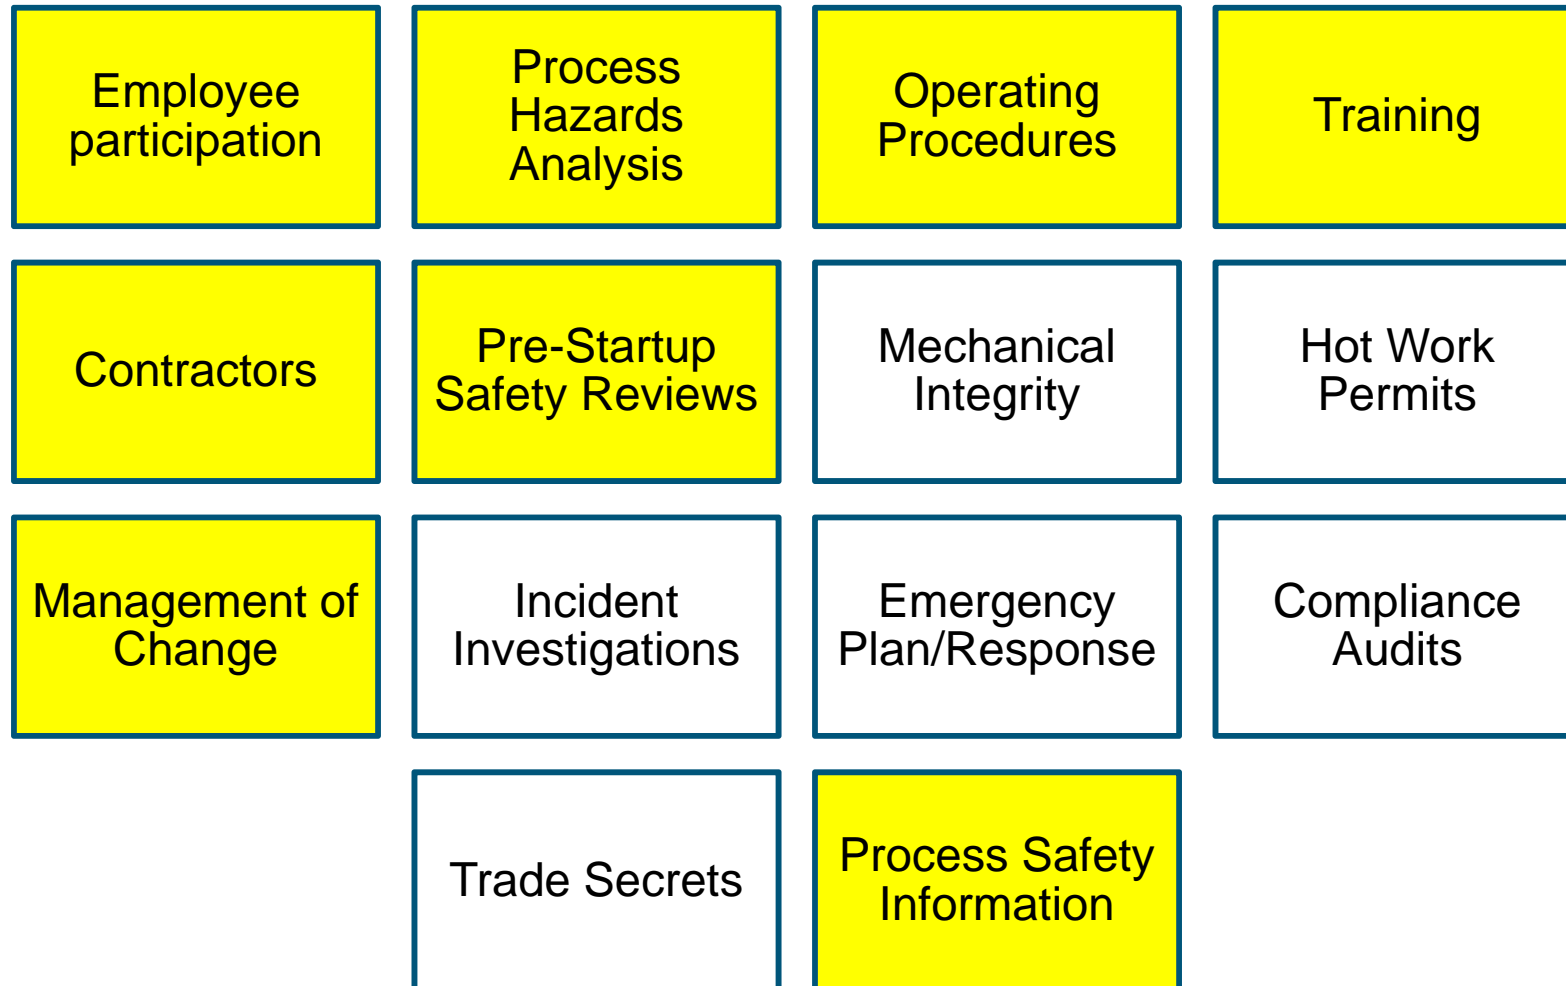 Employee
participation
Process
Hazards
Analysis
Operating
Procedures
Training
Contractors
Pre-Startup
Safety Reviews
Mechanical
Integrity
Hot Work
Permits
Management of
Change
Incident
Investigations
Emergency
Plan/Response
Compliance
Audits
Trade Secrets
Process Safety
Information